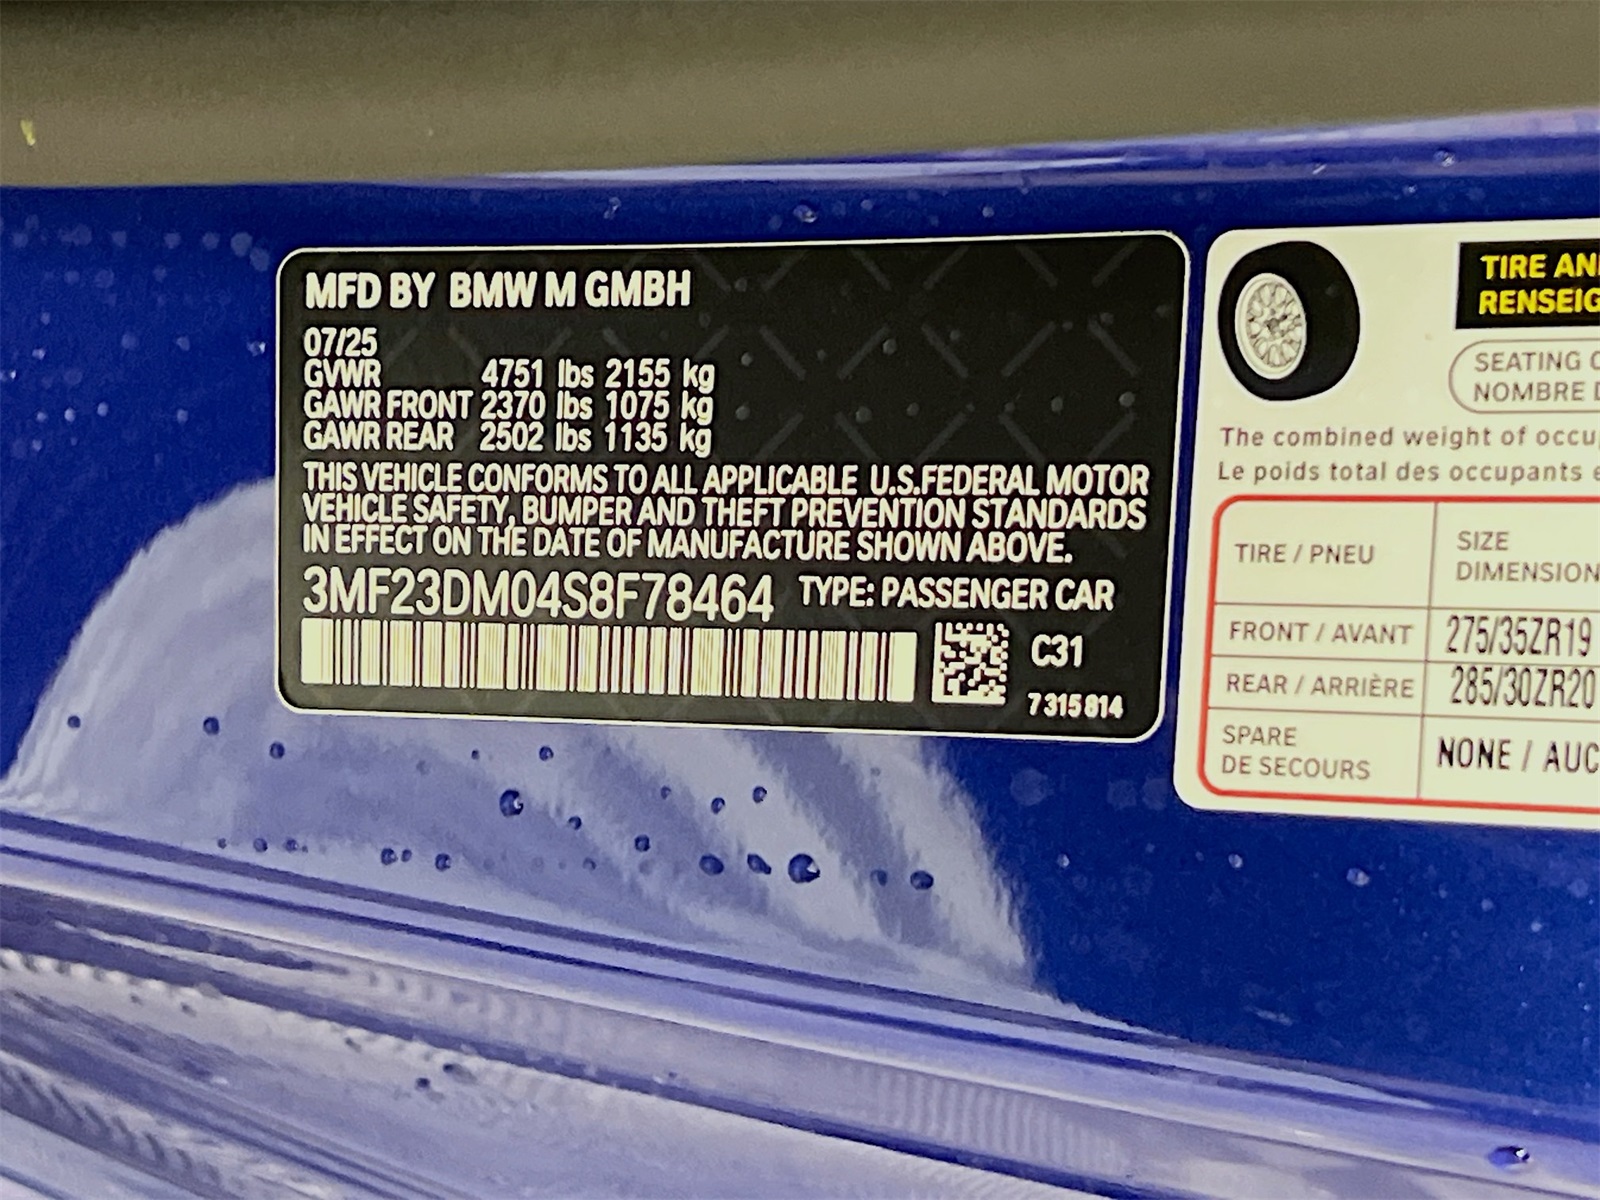 MFD BY BMW M GMBH
07/25
GVWR 4751 lbs 2155 kg
GAWR FRONT 2370 lbs 1075 kg
GAWR REAR 2502 lbs 1135 kg
THIS VEHICLE CONFORMS TO ALL APPLICABLE U.S.FEDERAL MOTOR
VEHICLE SAFETY, BUMPER AND THEFT PREVENTION STANDARDS
IN EFFECT ON THE DATE OF MANUFACTURE SHOWN ABOVE.
3MF23DM04S8F78464 TYPE: PASSENGER CAR
C31
7 315 814
TIRE
SEATING
NOMBRE
The combined weight of
Le poids total des occupants
TIRE / PNEU
SIZE
DIMENSION
FRONT / AVANT 275/35ZR19
REAR / ARRIÈRE 285/30ZR20
SPARE
DE SECOURS
NONE /